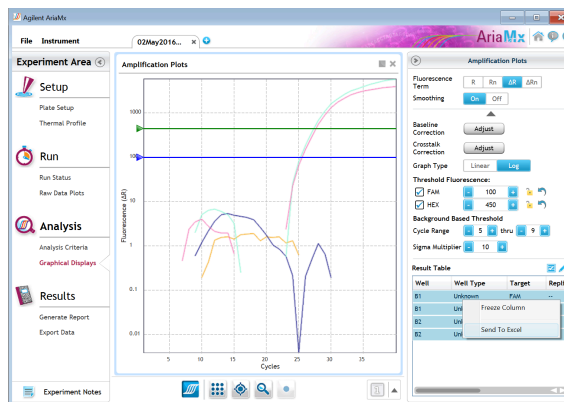 Agilent AriaMx
File Instrument
02May2016...
AriaMx
Experiment Area
Setup
Plate Setup
Thermal Profile
Run
Run Status
Raw Data Plots
Analysis
Analysis Criteria
Graphical Displays
Results
Generate Report
Export Data
Experiment Notes
Amplification Plots
Fluorescence (ΔR)
1000
100
10
1
0.1
0.01
5 10 15 20 25 30 35
Cycles
Amplification Plots
Fluorescence Term
R Rn ΔR ΔRn
Smoothing
On Off
Baseline Correction
Adjust
Crosstalk Correction
Adjust
Graph Type
Linear Log
Threshold Fluorescence:
FAM - 100 +
HEX - 450 +
Background Based Threshold
Cycle Range - 5 + thru - 9 +
Sigma Multiplier - 10 +
Result Table
Well Well Type Target Repli
B1 Unknown FAM --
B1 Unl
B2 Unl
B2 Unl
Freeze Column
Send To Excel